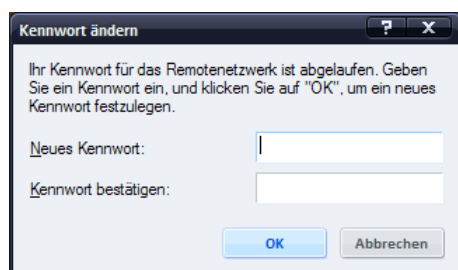 Kennwort ändern
? X
Ihr Kennwort für das Remotenetzwerk ist abgelaufen. Geben
Sie ein Kennwort ein, und klicken Sie auf "OK", um ein neues
Kennwort festzulegen.
Neues Kennwort:
Kennwort bestätigen:
OK Abbrechen